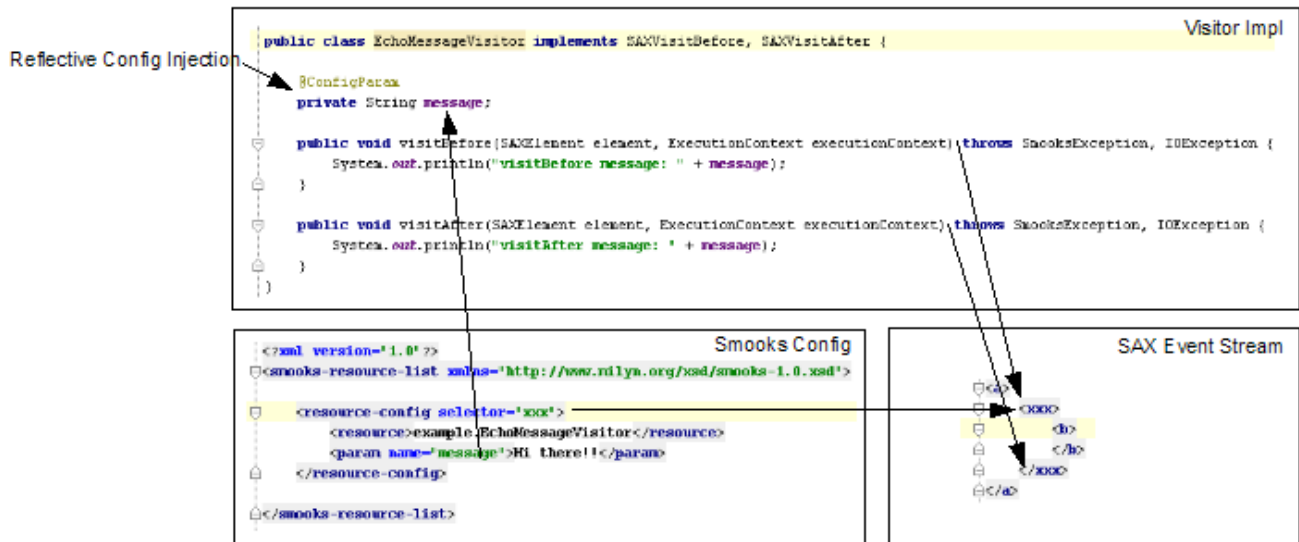 Visitor Impl
public class EchoMessageVisitor implements SAXVisitBefore, SAXVisitAfter {
Reflective Config Injection
@ConfigParam
private String message;
public void visitBefore(SAXElement element, ExecutionContext executionContext) throws SmooksException, IOException {
System.out.println("visitBefore message: " + message);
}
public void visitAfter(SAXElement element, ExecutionContext executionContext) throws SmooksException, IOException {
System.out.println("visitAfter message: " + message);
}
}
Smooks Config
<?xml version="1.0"?>
<smooks-resource-list xmlns="http://www.milyn.org/xsd/smooks-1.0.xsd">
<resource-config selector="xxx">
<resource>example.EchoMessageVisitor</resource>
<param name="message">Hi there!!</param>
</resource-config>
</smooks-resource-list>
SAX Event Stream
<a>
<xxx>
<b>
</b>
</xxx>
</a>